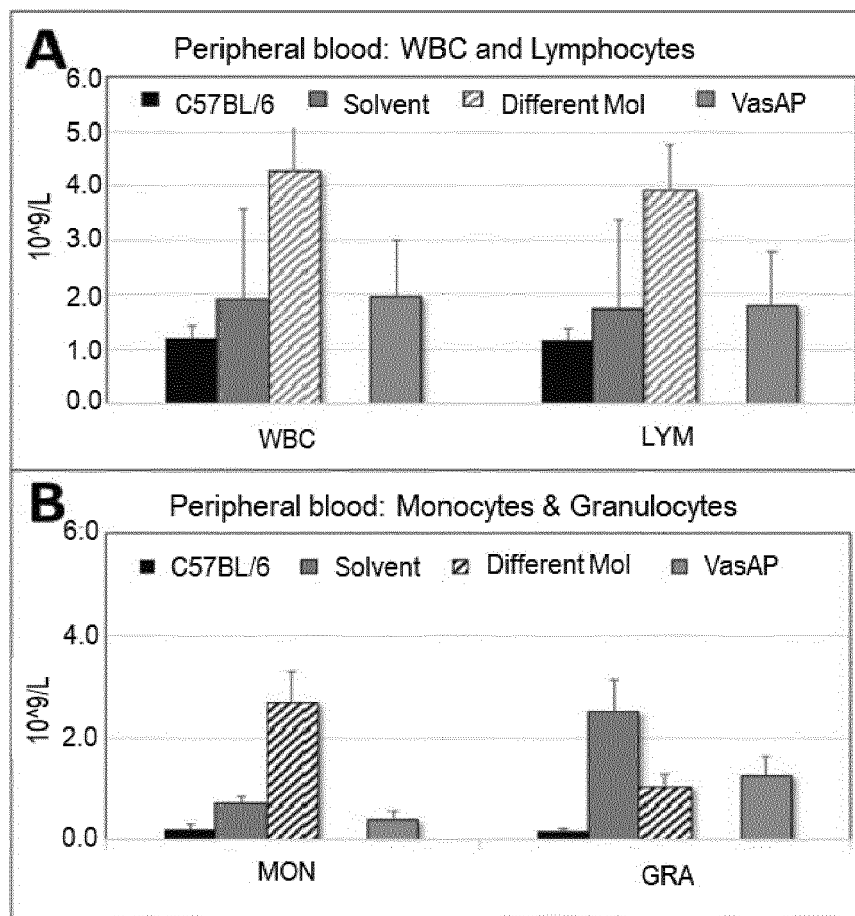 A
Peripheral blood: WBC and Lymphocytes
6.0
C57BL/6 Solvent Different Mol VasAP
5.0
4.0
10^9/L
3.0
2.0
1.0
0.0
WBC LYM
B
Peripheral blood: Monocytes & Granulocytes
6.0
C57BL/6 Solvent Different Mol VasAP
4.0
10^9/L
2.0
0.0
MON GRA